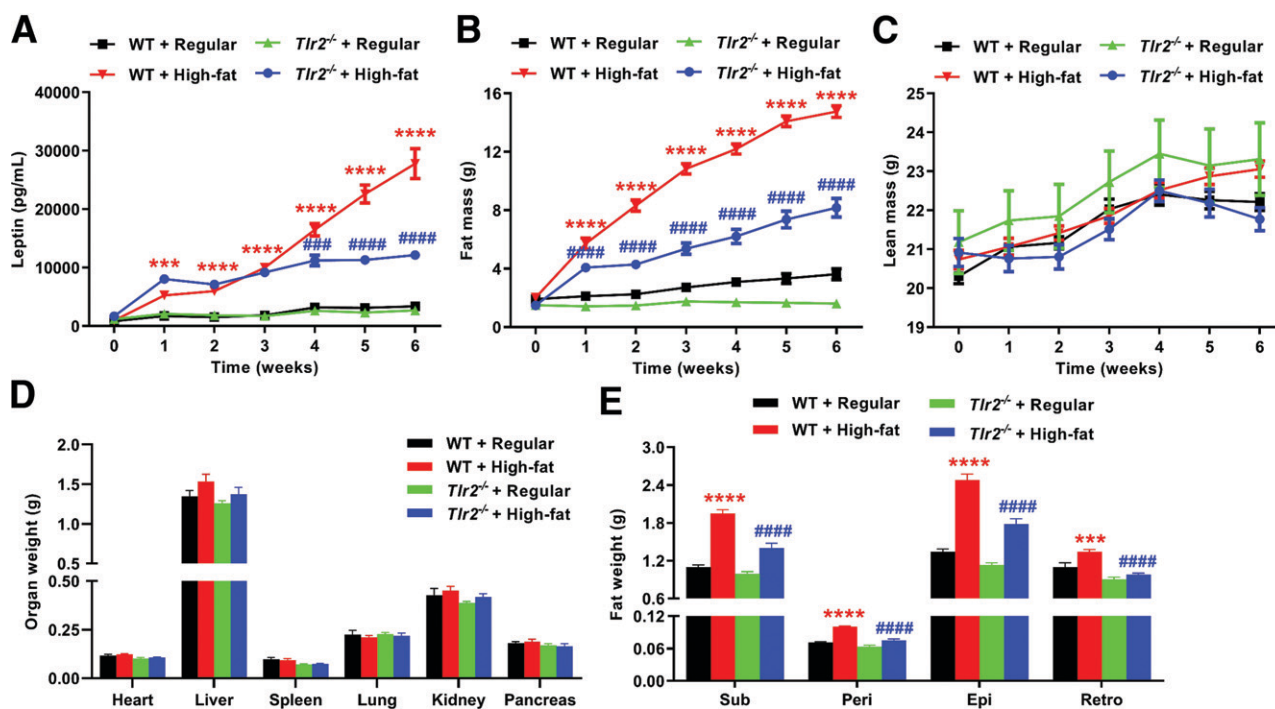 A
WT + Regular
Tlr2-/- + Regular
WT + High-fat
Tlr2-/- + High-fat
Leptin (pg/mL)
40000
30000
20000
10000
0
***
****
****
****
****
****
###
####
####
0 1 2 3 4 5 6
Time (weeks)
B
WT + Regular
Tlr2-/- + Regular
WT + High-fat
Tlr2-/- + High-fat
Fat mass (g)
16
12
8
4
0
****
****
****
****
****
****
####
####
####
####
####
####
0 1 2 3 4 5 6
Time (weeks)
C
WT + Regular
Tlr2-/- + Regular
WT + High-fat
Tlr2-/- + High-fat
Lean mass (g)
25
24
23
22
21
20
19
0 1 2 3 4 5 6
Time (weeks)
D
WT + Regular
WT + High-fat
Tlr2-/- + Regular
Tlr2-/- + High-fat
Organ weight (g)
2.0
1.5
1.0
0.5
0.50
0.25
0.00
Heart Liver Spleen Lung Kidney Pancreas
E
WT + Regular
Tlr2-/- + Regular
WT + High-fat
Tlr2-/- + High-fat
Fat weight (g)
3.0
2.4
1.8
1.2
0.6
0.12
0.06
0.00
****
####
****
####
****
####
***
####
Sub Peri Epi Retro